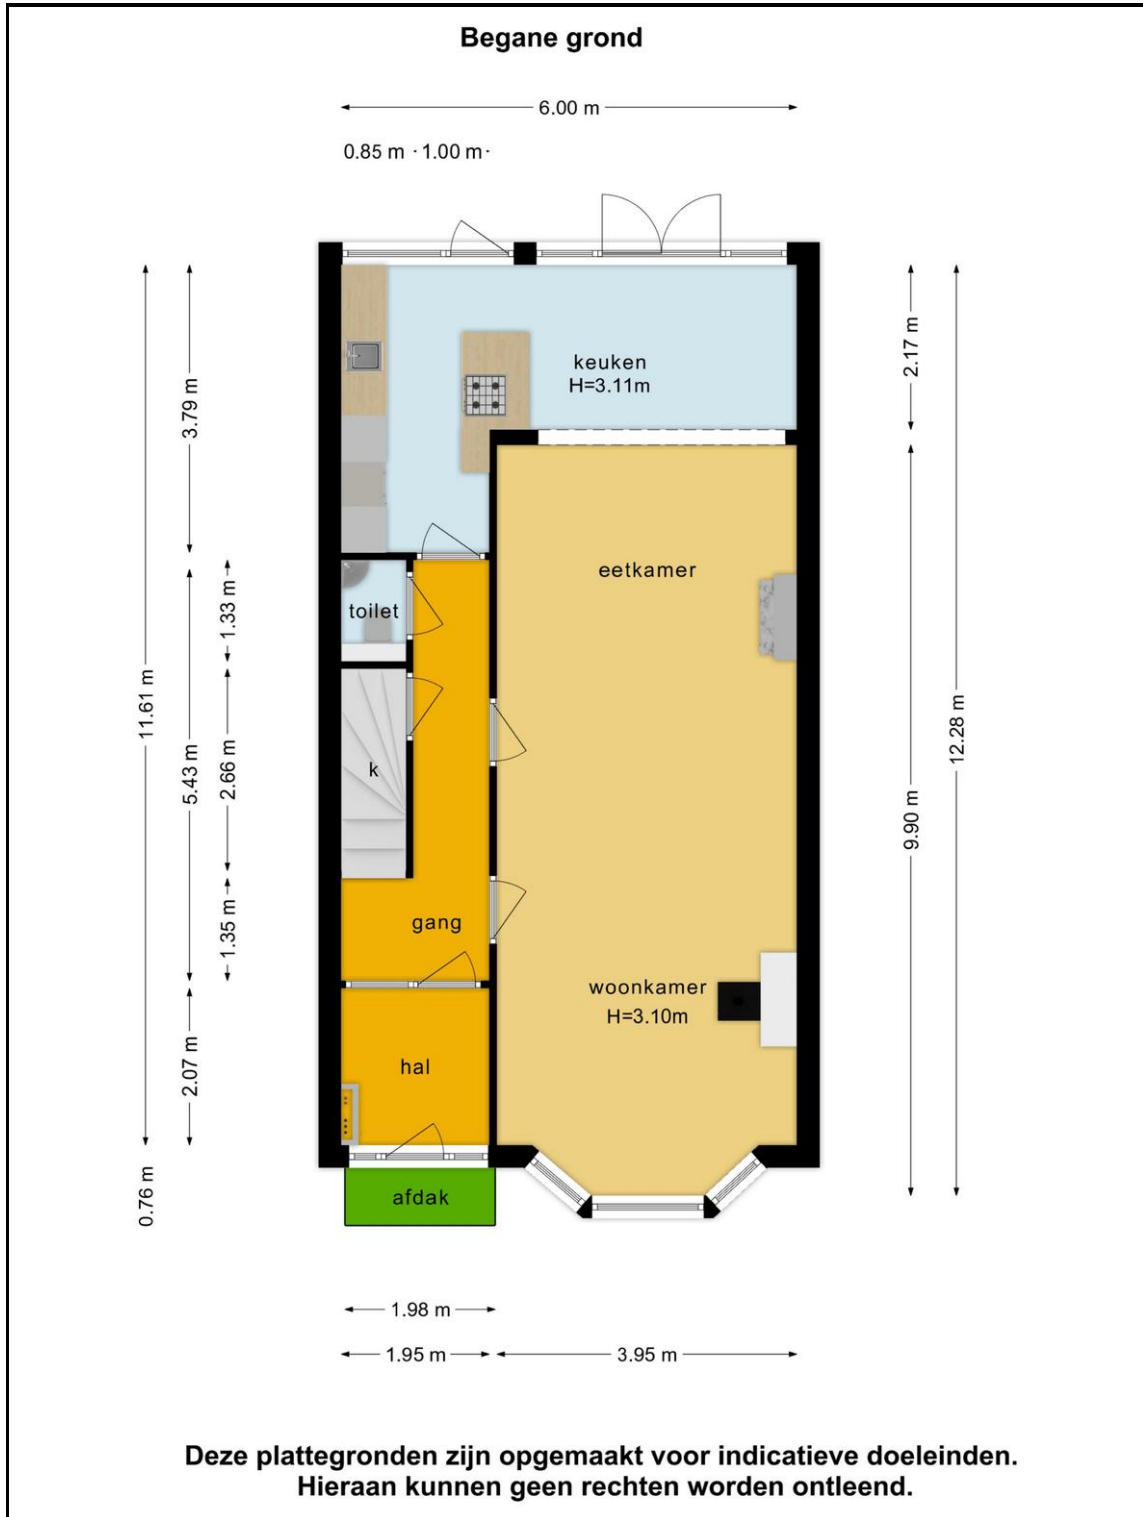 Begane grond
6.00 m
0.85 m
1.00 m
keuken
H=3.11m
2.17 m
3.79 m
eetkamer
toilet
1.33 m
11.61 m
12.28 m
5.43 m
2.66 m
k
9.90 m
gang
1.35 m
woonkamer
H=3.10m
hal
2.07 m
afdak
0.76 m
1.98 m
1.95 m
3.95 m
Deze plattegronden zijn opgemaakt voor indicatieve doeleinden.
Hieraan kunnen geen rechten worden ontleend.